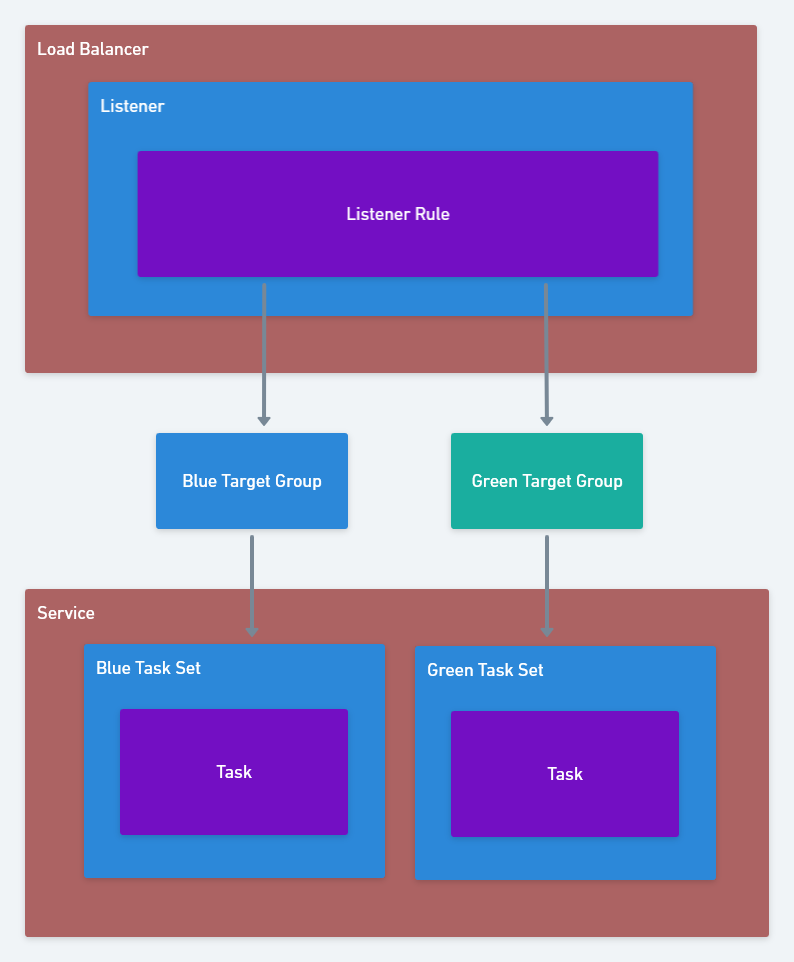 Load Balancer
Listener
Listener Rule
Blue Target Group
Green Target Group
Service
Blue Task Set
Green Task Set
Task
Task